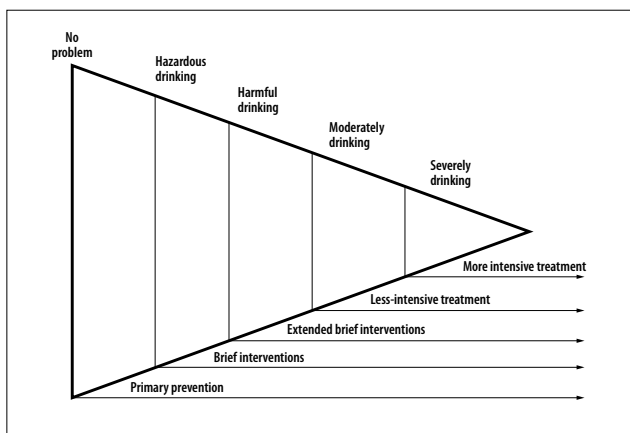 No
problem
Hazardous
drinking
Harmful
drinking
Moderately
drinking
Severely
drinking
More intensive treatment
Less-intensive treatment
Extended brief interventions
Brief interventions
Primary prevention